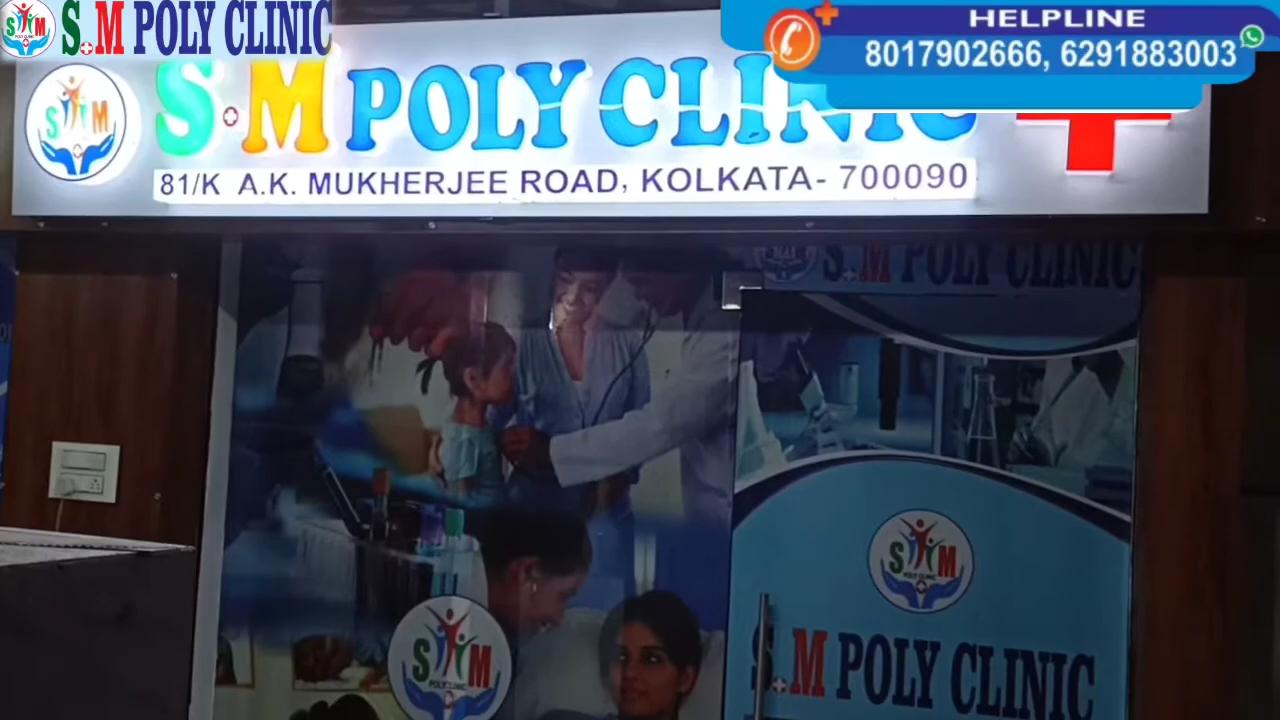 S.M POLY CLINIC
HELPLINE
8017902666, 6291883003
S M
S+M POLY CLINIC
81/K A.K. MUKHERJEE ROAD, KOLKATA- 700090
S+M POLY CLINIC
S M
POLY CLINIC
S M
POLY CLINIC
S+M POLY CLINIC